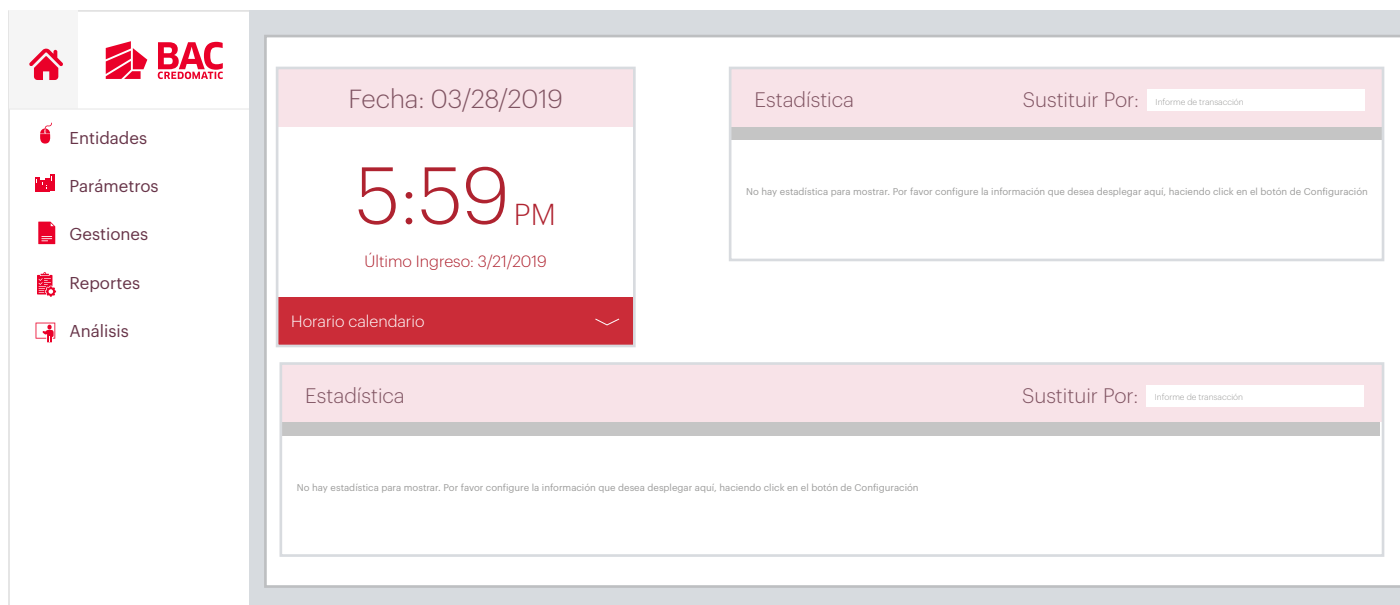 BAC
CREDOMATIC
Entidades
Parámetros
Gestiones
Reportes
Análisis
Fecha: 03/28/2019
5:59 PM
Último Ingreso: 3/21/2019
Horario calendario
Estadística Sustituir Por: Informe de transacción
No hay estadística para mostrar. Por favor configure la información que desea desplegar aquí, haciendo click en el botón de Configuración
Estadística Sustituir Por: Informe de transacción
No hay estadística para mostrar. Por favor configure la información que desea desplegar aquí, haciendo click en el botón de Configuración